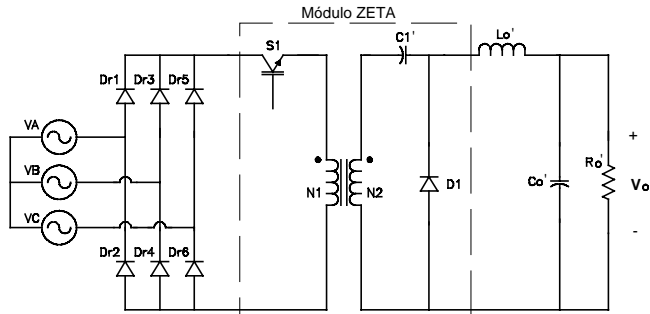 Módulo ZETA
S1
C1'
Lo'
Dr1 Dr3 Dr5
VA
VB
VC
N1
N2
D1
Co'
Ro'
+
Vo
-
Dr2 Dr4 Dr6